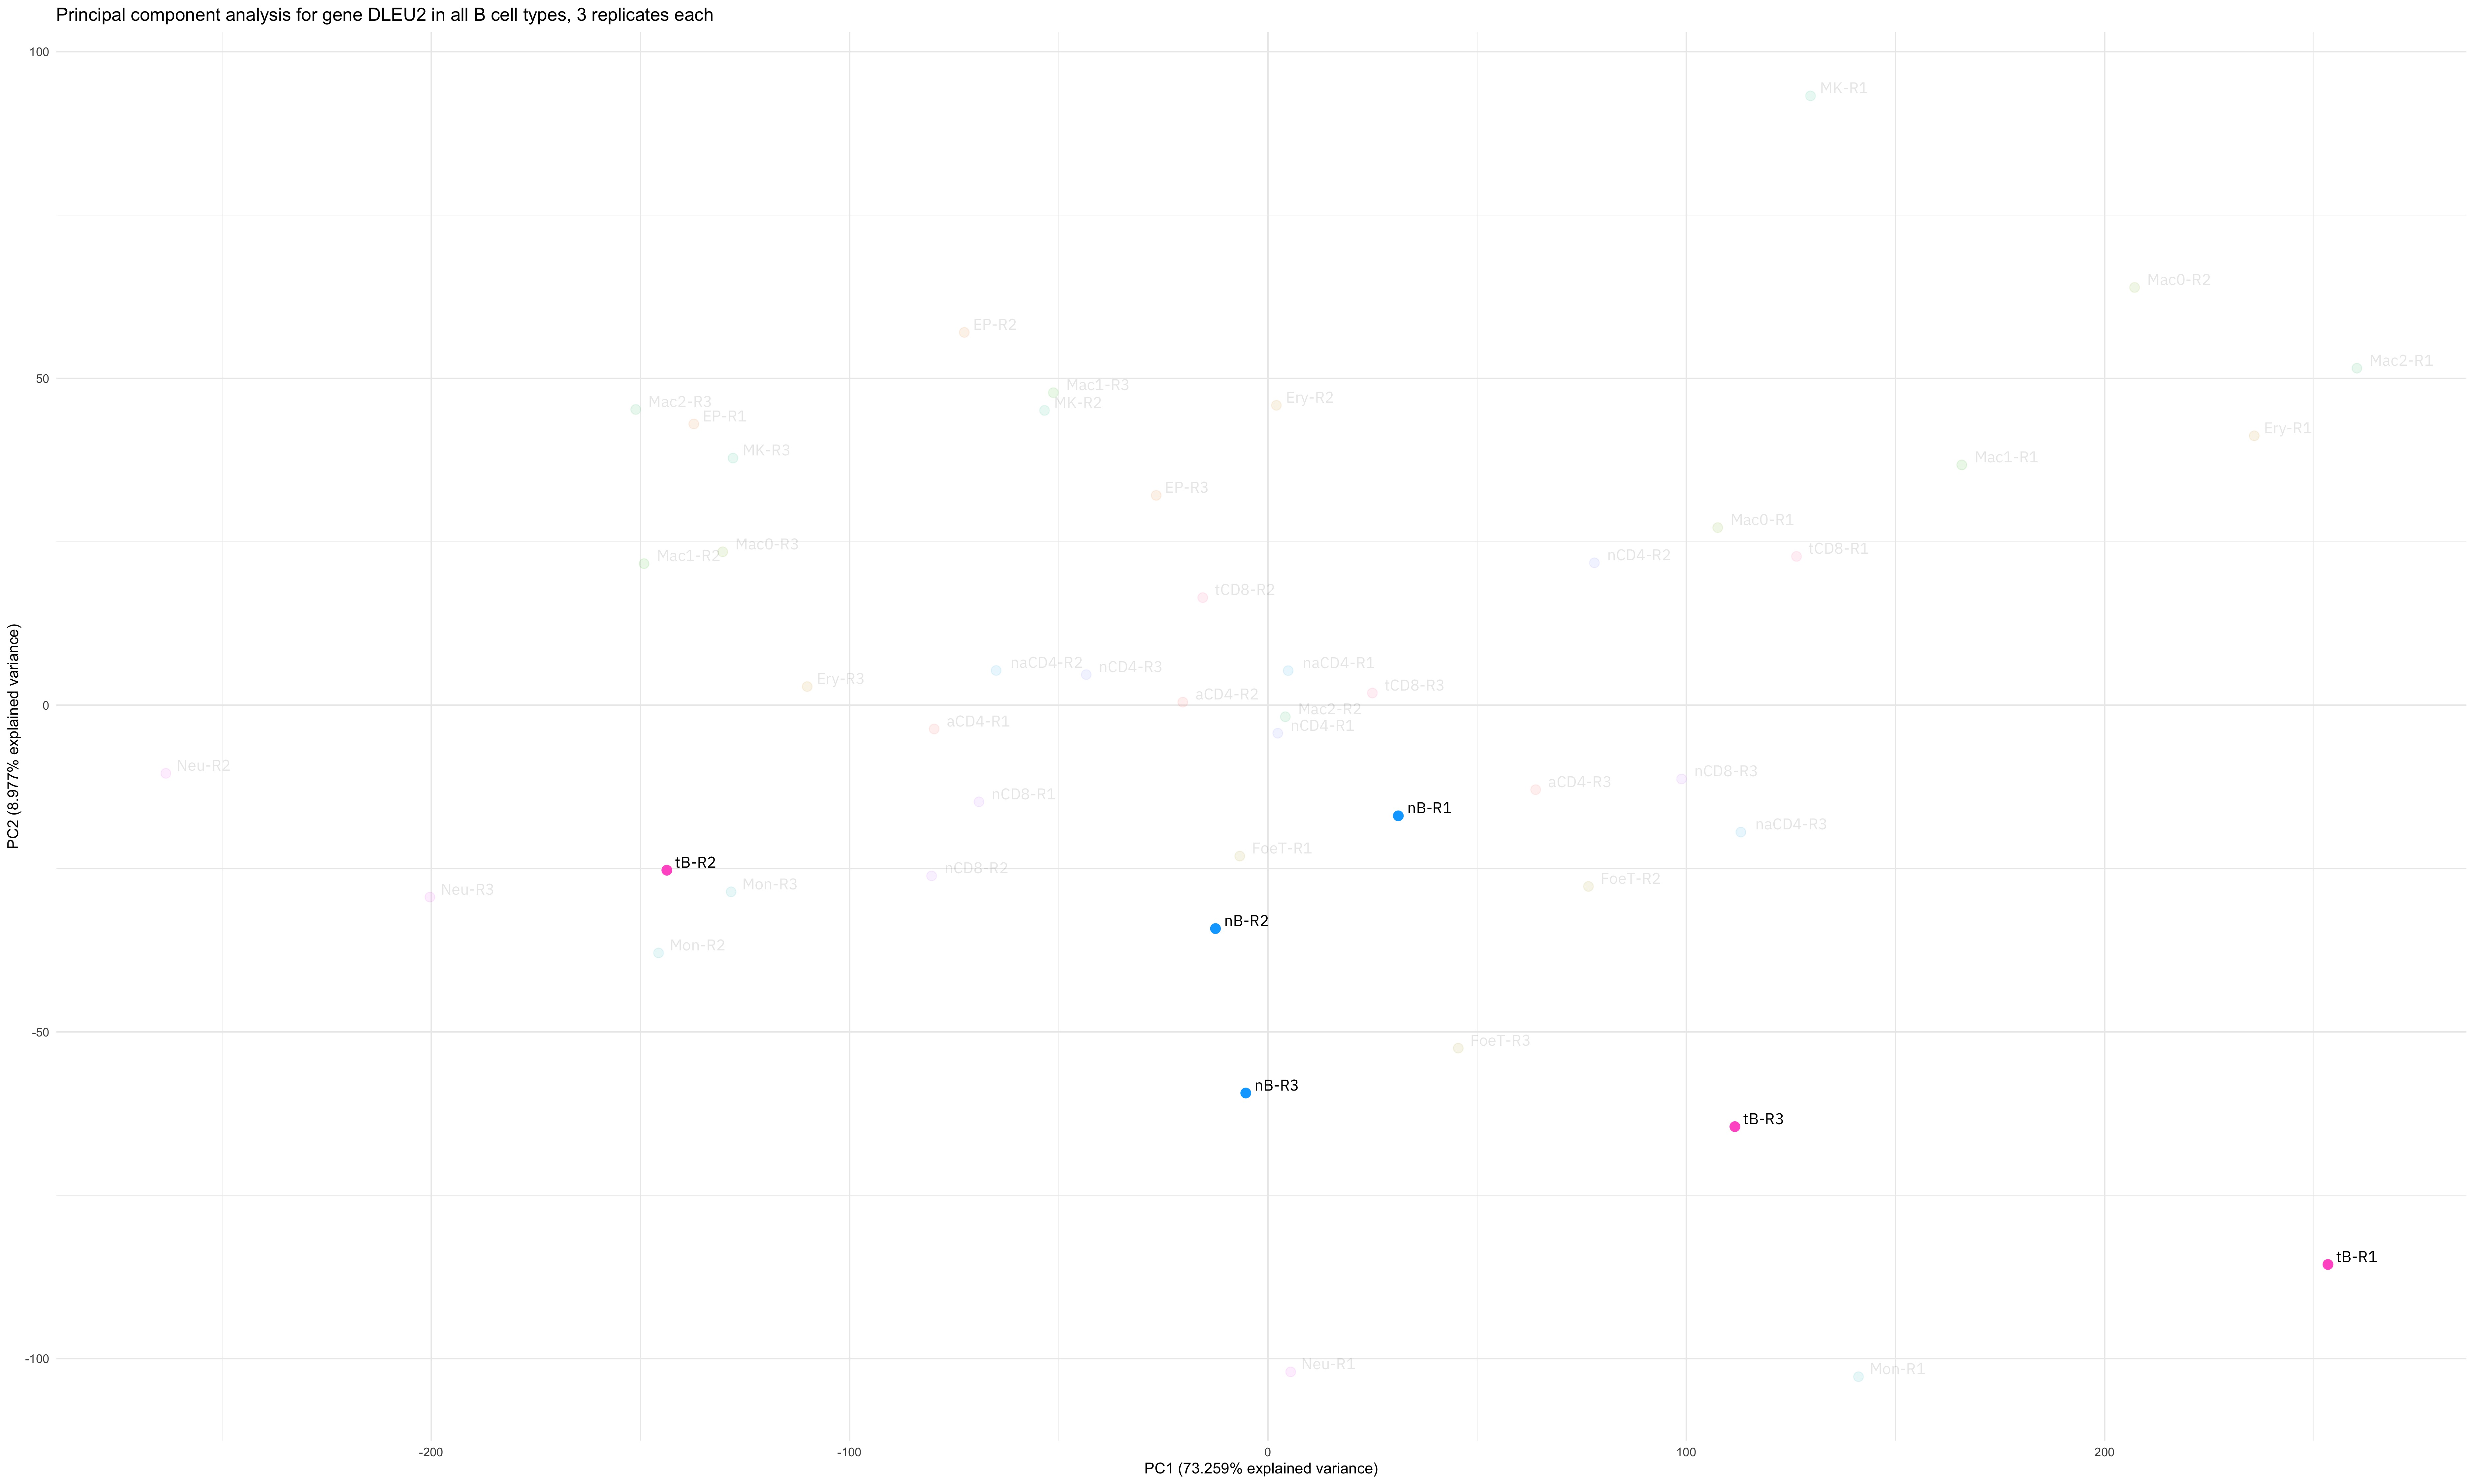 Principal component analysis for gene DLEU2 in all B cell types, 3 replicates each
100
MK-R1
Mac0-R2
EP-R2
Mac2-R1
50
Mac1-R3
Mac2-R3
MK-R2
Ery-R2
EP-R1
Ery-R1
MK-R3
Mac1-R1
EP-R3
Mac0-R1
Mac0-R3
tCD8-R1
Mac1-R2
nCD4-R2
tCD8-R2
naCD4-R2
nCD4-R3
naCD4-R1
Ery-R3
tCD8-R3
aCD4-R2
0
Mac2-R2
aCD4-R1
nCD4-R1
Neu-R2
nCD8-R3
aCD4-R3
nCD8-R1
nB-R1
naCD4-R3
FoeT-R1
tB-R2
nCD8-R2
FoeT-R2
Mon-R3
Neu-R3
nB-R2
Mon-R2
-50
FoeT-R3
nB-R3
tB-R3
tB-R1
-100
Neu-R1
Mon-R1
-200
-100
0
100
200
PC1 (73.259% explained variance)
PC2 (8.977% explained variance)